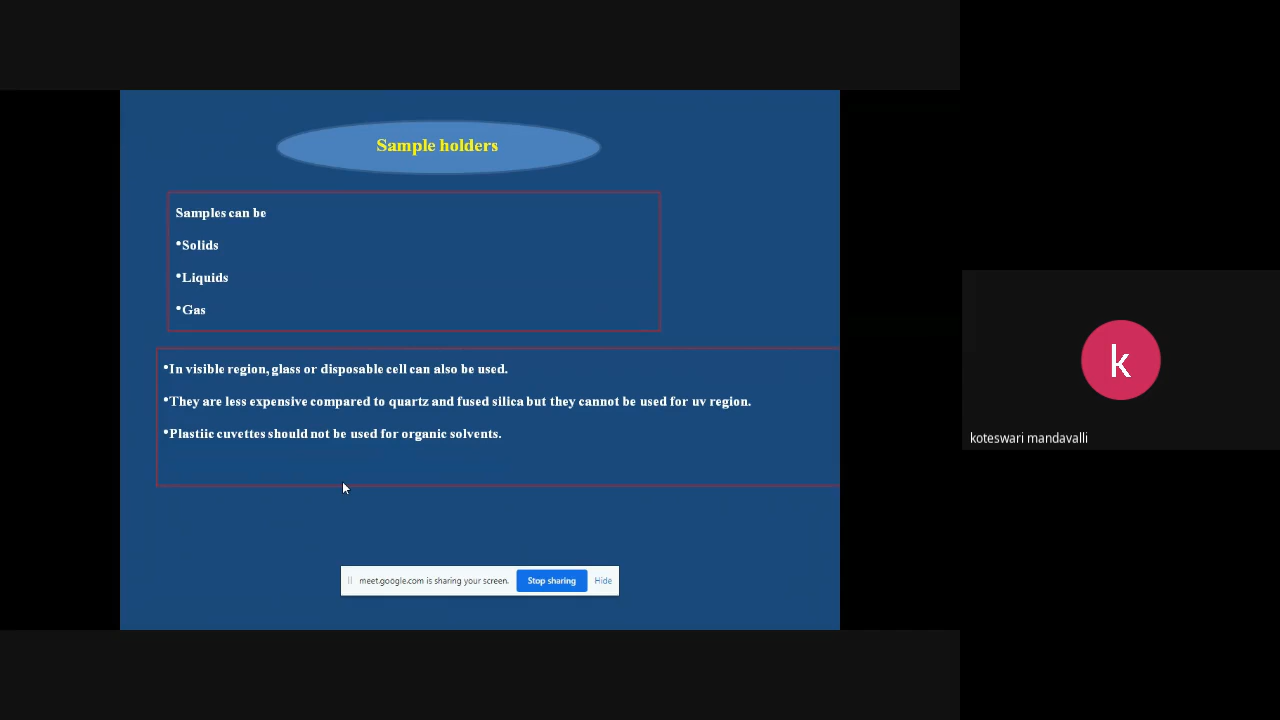 Sample holders
Samples can be
•Solids
•Liquids
•Gas
•In visible region, glass or disposable cell can also be used.
•They are less expensive compared to quartz and fused silica but they cannot be used for uv region.
•Plastiic cuvettes should not be used for organic solvents.
meet.google.com is sharing your screen. Stop sharing Hide
k
koteswari mandavalli